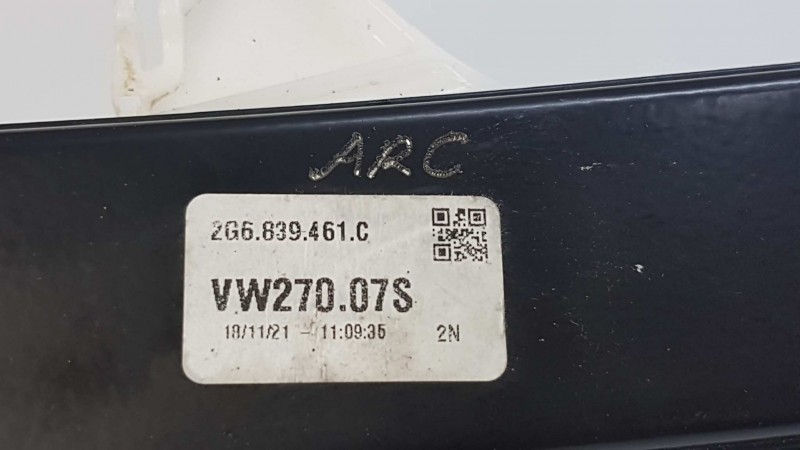 ARC
2G6.839.461.C
VW270.07S
18/11/21 - 11:09:35 2N